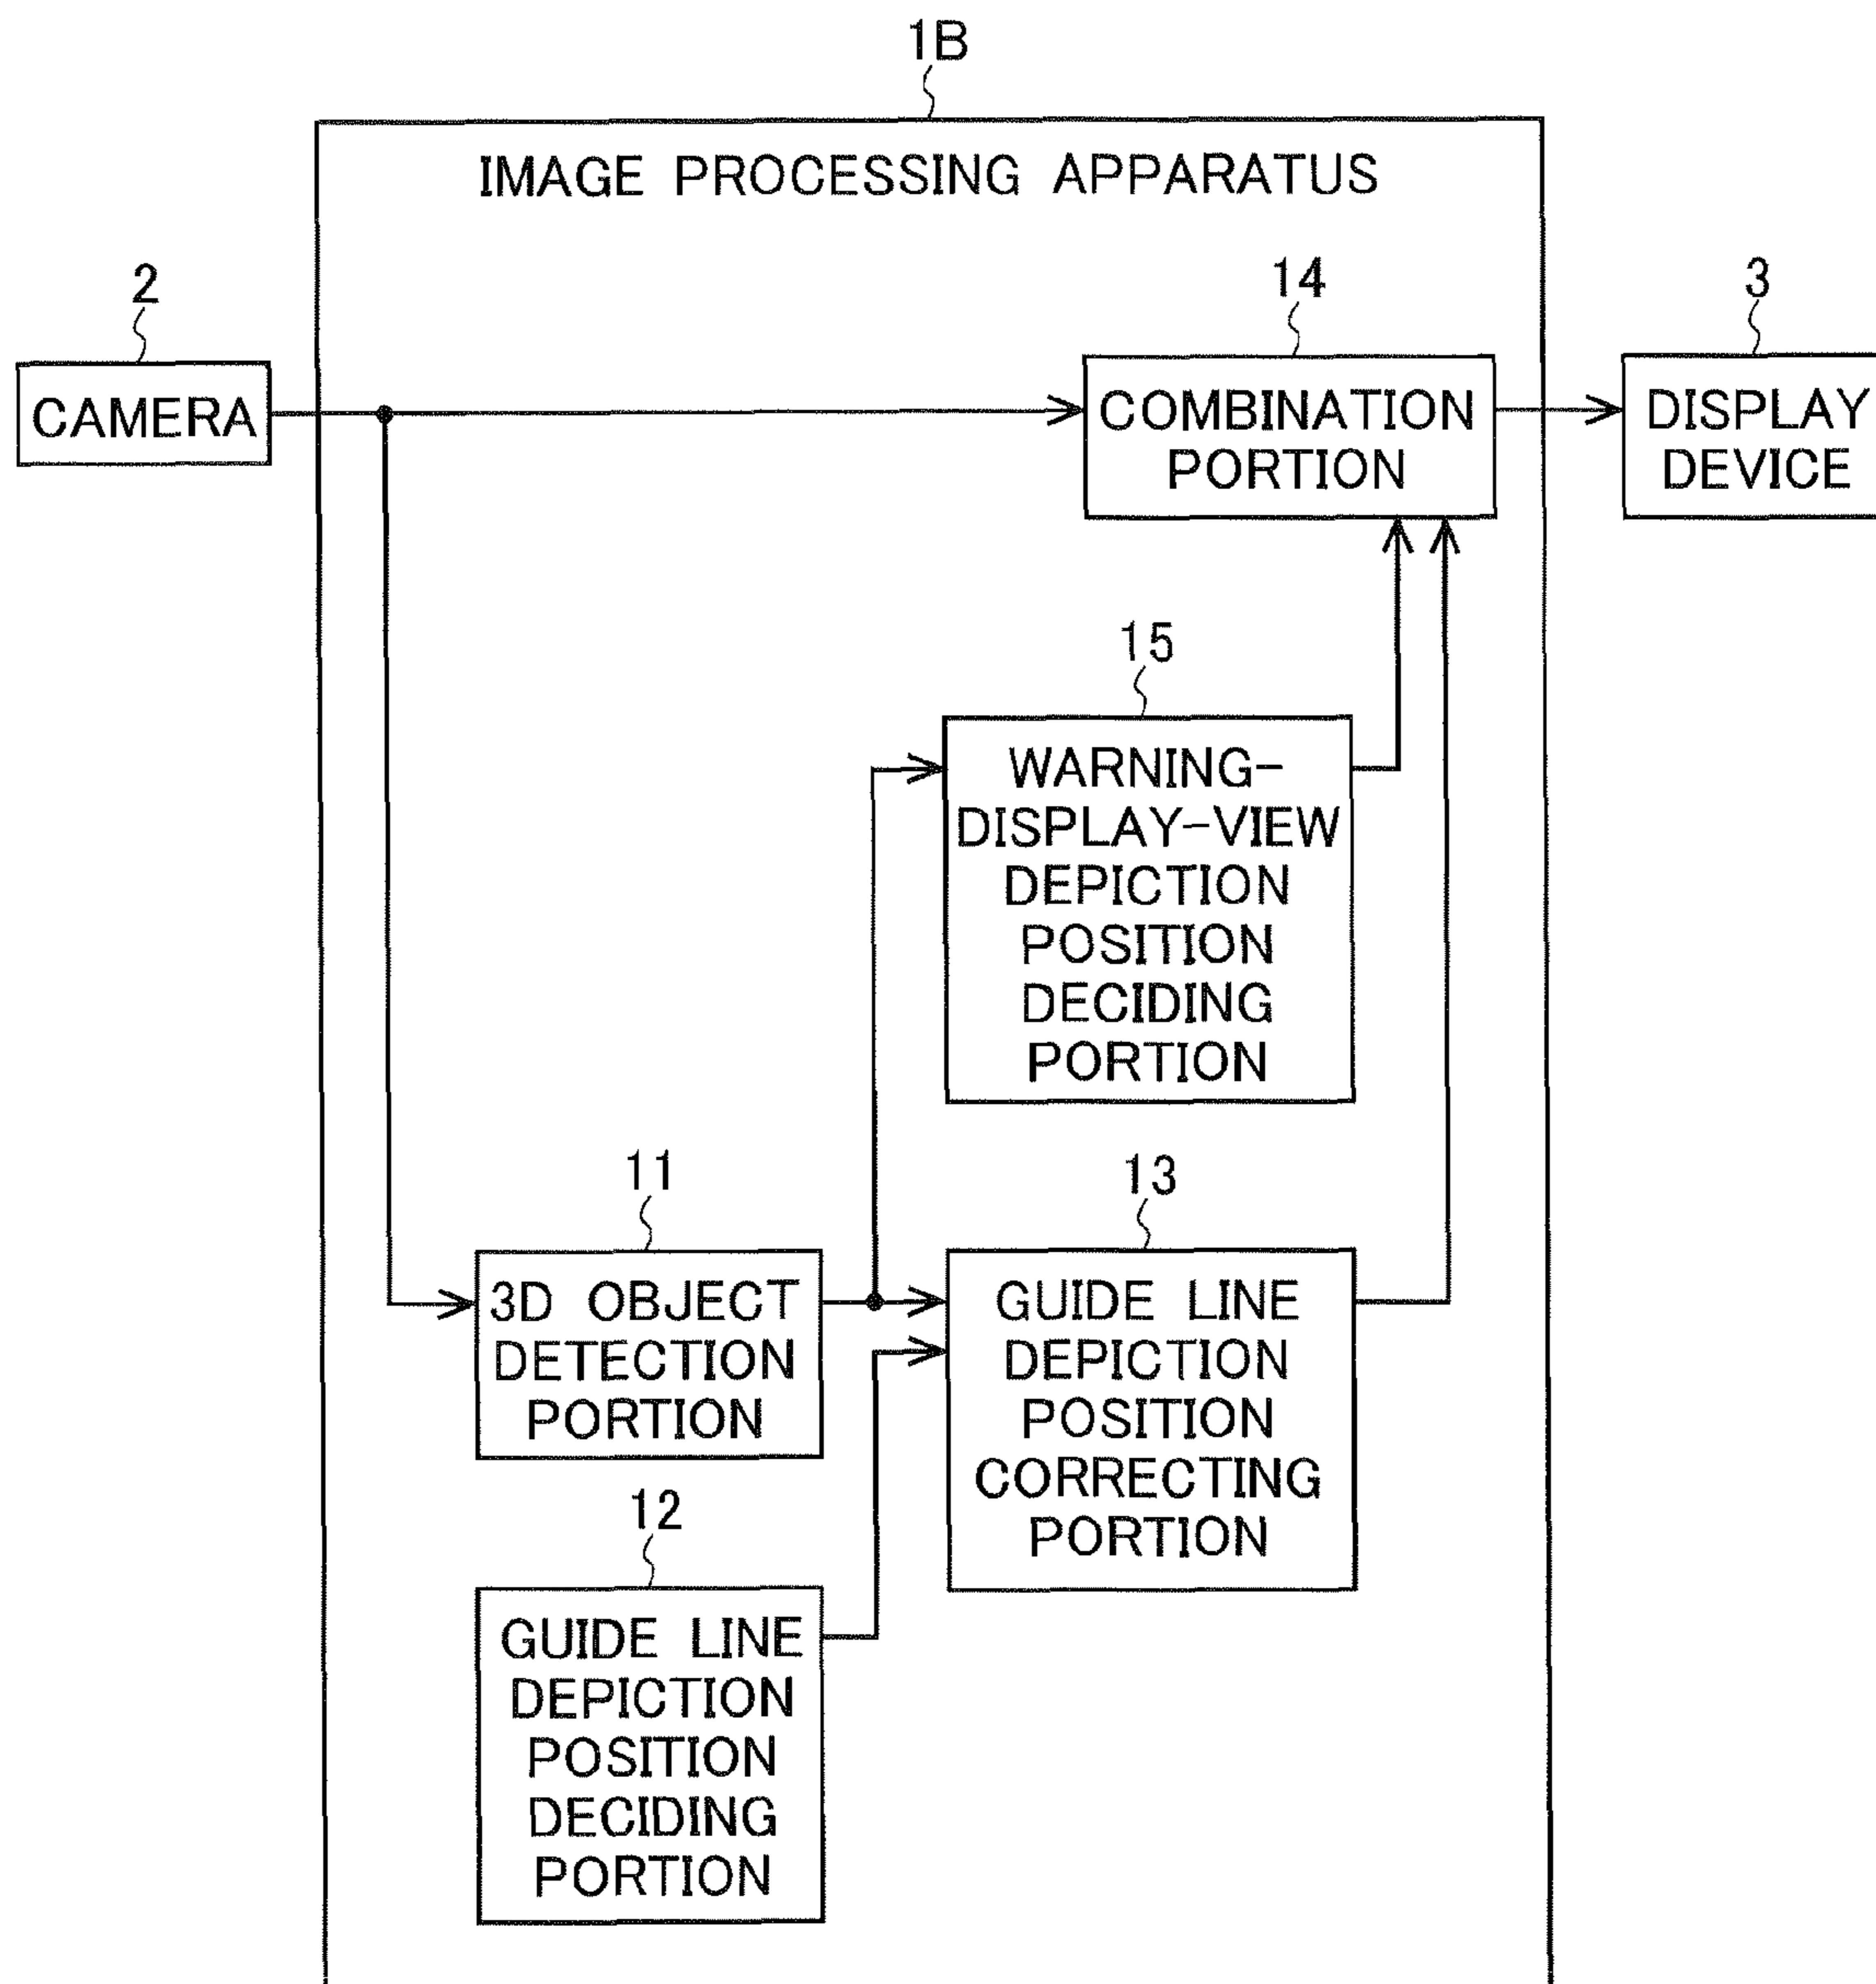 1B
IMAGE PROCESSING APPARATUS
2
CAMERA
14
COMBINATION
PORTION
3
DISPLAY
DEVICE
15
WARNING-
DISPLAY-VIEW
DEPICTION
POSITION
DECIDING
PORTION
11
3D OBJECT
DETECTION
PORTION
13
GUIDE LINE
DEPICTION
POSITION
CORRECTING
PORTION
12
GUIDE LINE
DEPICTION
POSITION
DECIDING
PORTION